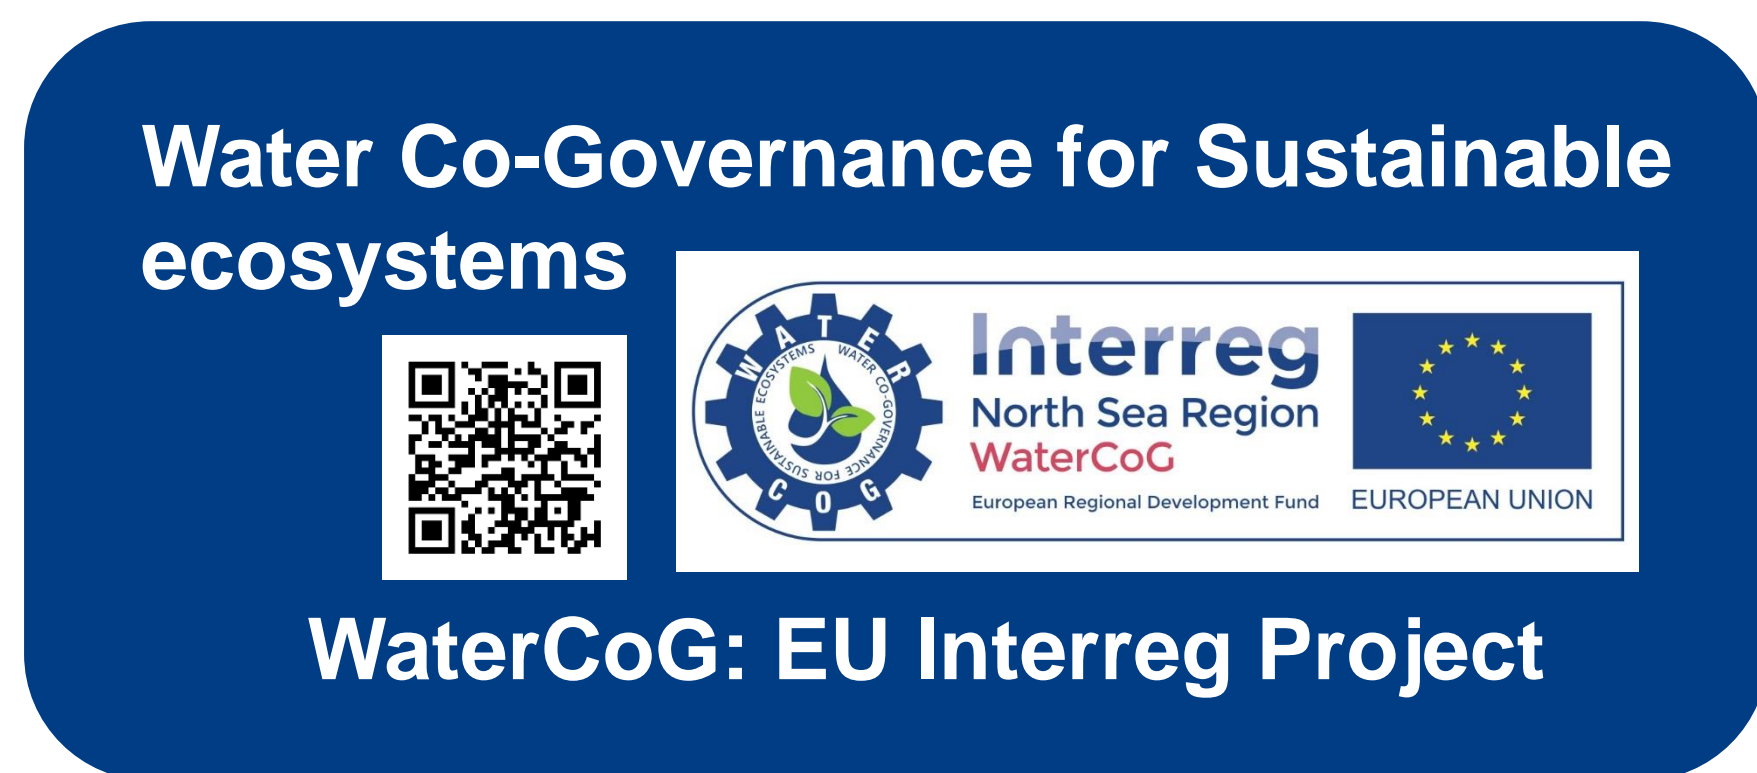 Water Co-Governance for Sustainable
ecosystems
WATER
COG
WATER CO-GOVERNANCE FOR SUSTAINABLE ECOSYSTEMS
Interreg
North Sea Region
WaterCoG
European Regional Development Fund
EUROPEAN UNION
WaterCoG: EU Interreg Project